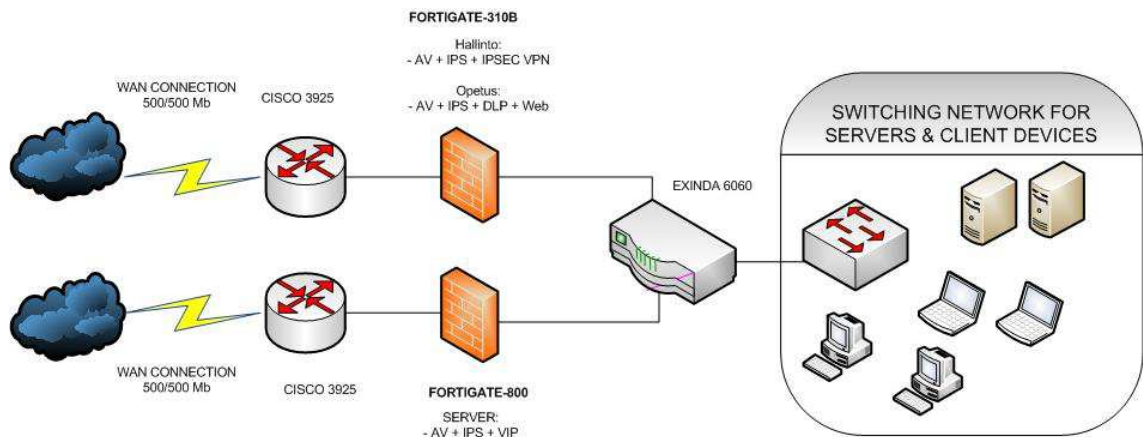 FORTIGATE-310B
Hallinto:
- AV + IPS + IPSEC VPN
Opetus:
- AV + IPS + DLP + Web
WAN CONNECTION
500/500 Mb
CISCO 3925
EXINDA 6060
SWITCHING NETWORK FOR
SERVERS & CLIENT DEVICES
WAN CONNECTION
500/500 Mb
CISCO 3925
FORTIGATE-800
SERVER:
- AV + IPS + VIP